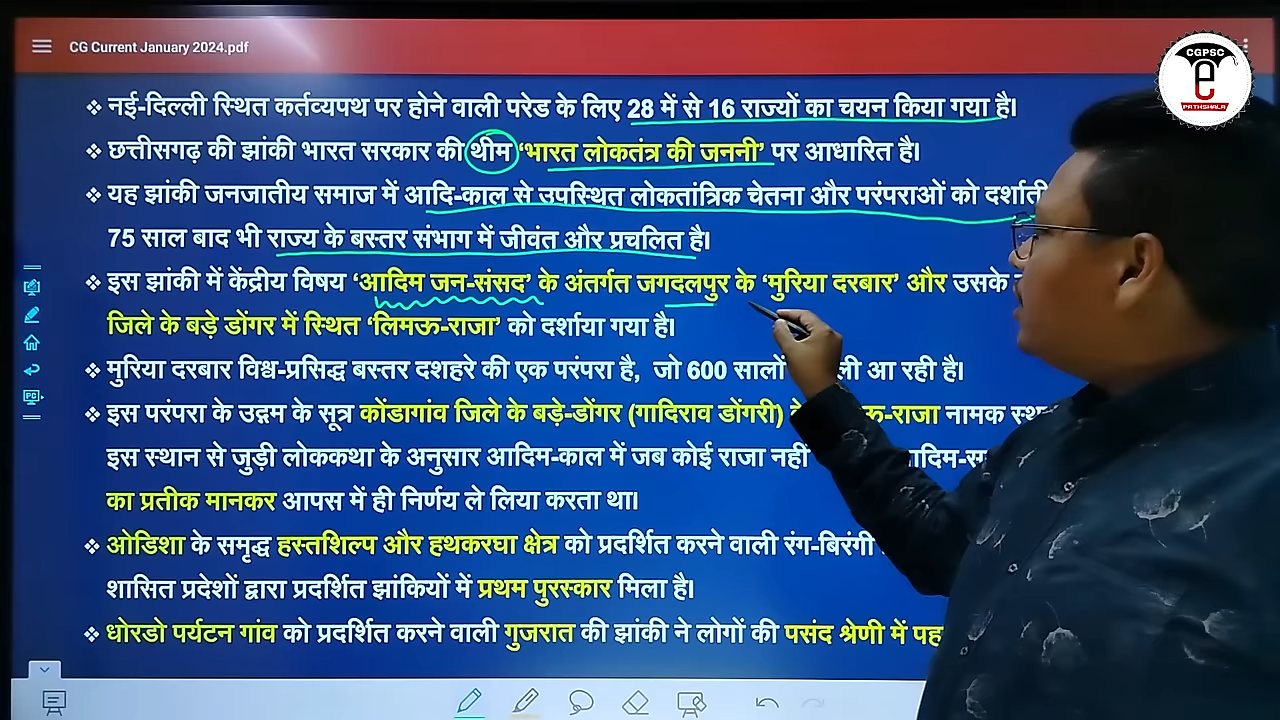 CG Current January 2024.pdf
CGPSC
e
PATHSHALA
❖ नई-दिल्ली स्थित कर्तव्यपथ पर होने वाली परेड के लिए 28 में से 16 राज्यों का चयन किया गया है।
❖ छत्तीसगढ़ की झांकी भारत सरकार की थीम 'भारत लोकतंत्र की जननी' पर आधारित है।
❖ यह झांकी जनजातीय समाज में आदि-काल से उपस्थित लोकतांत्रिक चेतना और परंपराओं को दर्शाती
75 साल बाद भी राज्य के बस्तर संभाग में जीवंत और प्रचलित है।
❖ इस झांकी में केंद्रीय विषय 'आदिम जन-संसद' के अंतर्गत जगदलपुर के 'मुरिया दरबार' और उसके
जिले के बड़े डोंगर में स्थित 'लिमऊ-राजा' को दर्शाया गया है।
❖ मुरिया दरबार विश्व-प्रसिद्ध बस्तर दशहरे की एक परंपरा है, जो 600 सालों ली आ रही है।
❖ इस परंपरा के उद्गम के सूत्र कोंडागांव जिले के बड़े-डोंगर (गादिराव डोंगरी) ऊ-राजा नामक
इस स्थान से जुड़ी लोककथा के अनुसार आदिम-काल में जब कोई राजा नहीं
का प्रतीक मानकर आपस में ही निर्णय ले लिया करता था।
❖ ओडिशा के समृद्ध हस्तशिल्प और हथकरघा क्षेत्र को प्रदर्शित करने वाली रंग-बिरंगी
शासित प्रदेशों द्वारा प्रदर्शित झांकियों में प्रथम पुरस्कार मिला है।
❖ धोरडो पर्यटन गांव को प्रदर्शित करने वाली गुजरात की झांकी ने लोगों की पसंद श्रेणी में